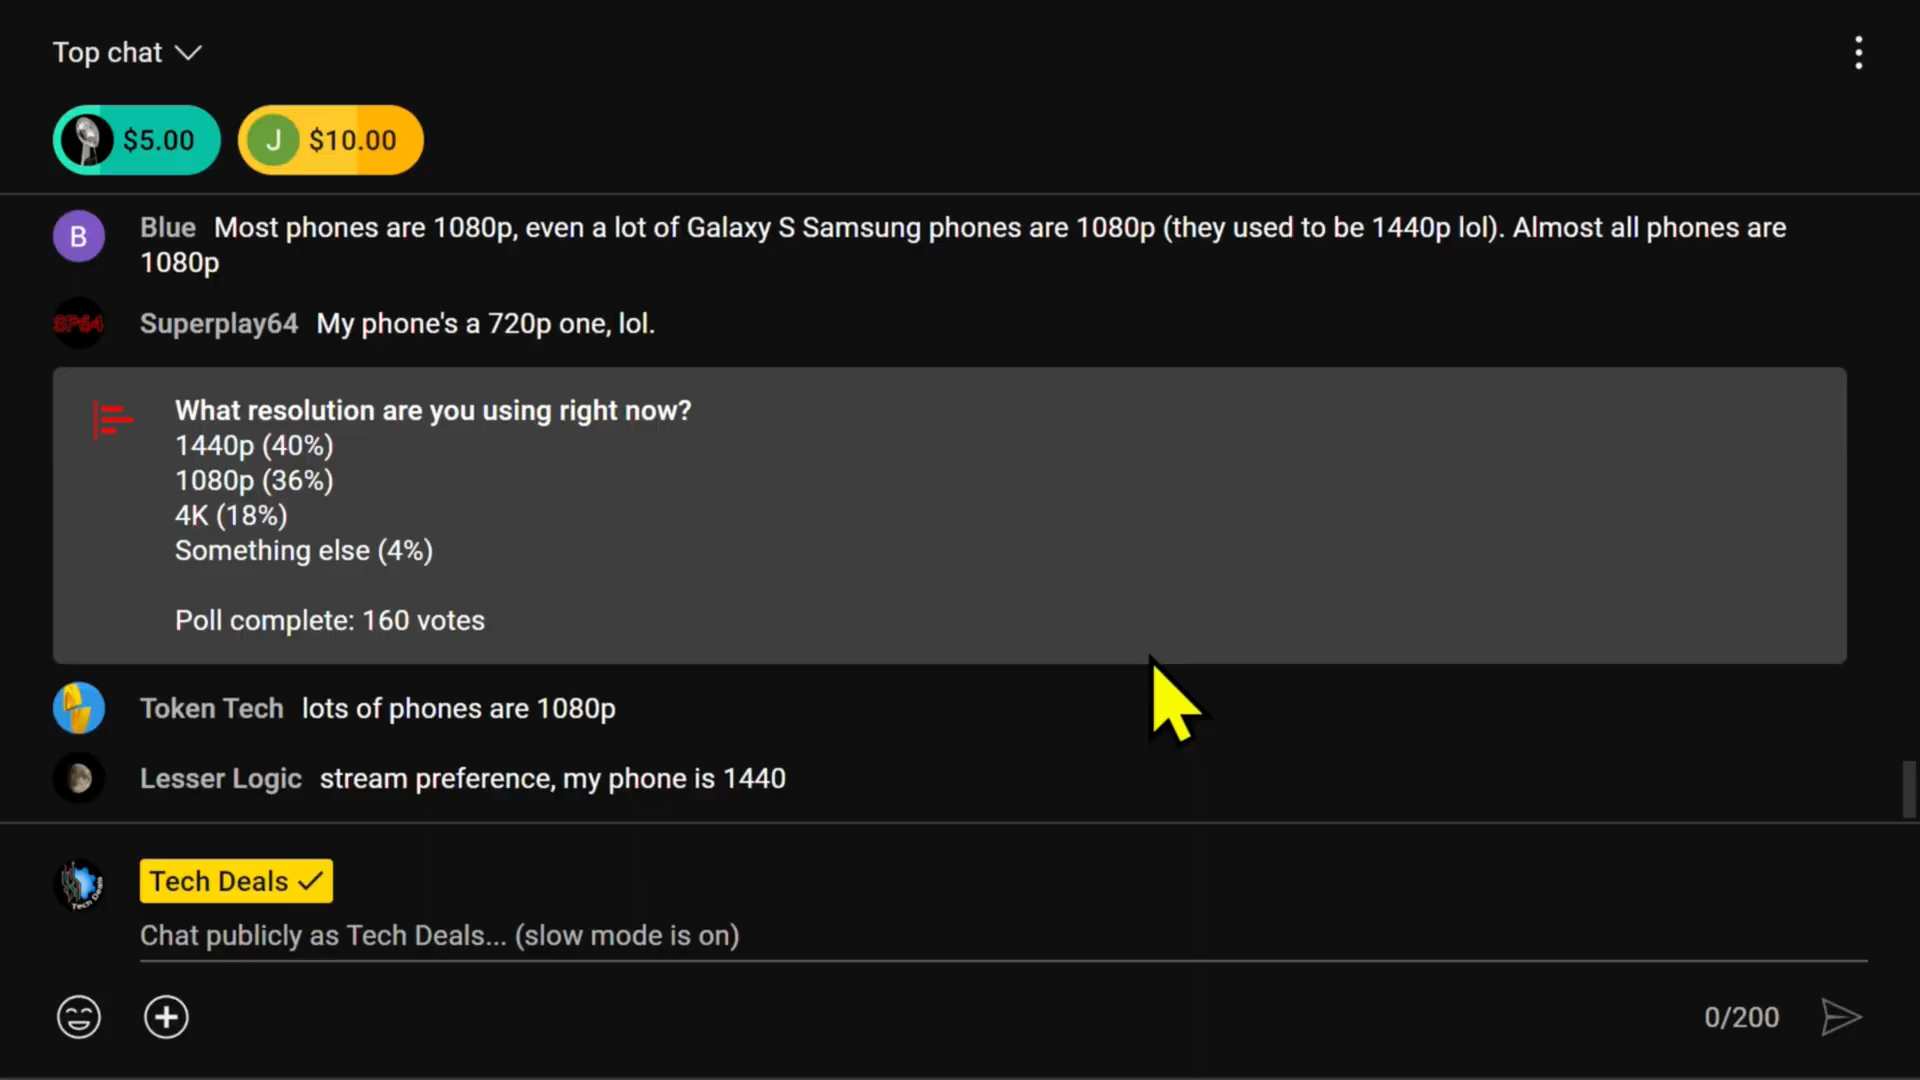 Top chat
$5.00
J $10.00
B
Blue Most phones are 1080p, even a lot of Galaxy S Samsung phones are 1080p (they used to be 1440p lol). Almost all phones are
1080p
SP64
Superplay64 My phone's a 720p one, lol.
What resolution are you using right now?
1440p (40%)
1080p (36%)
4K (18%)
Something else (4%)
Poll complete: 160 votes
Token Tech lots of phones are 1080p
Lesser Logic stream preference, my phone is 1440
Tech Deals
Tech Deals
Chat publicly as Tech Deals... (slow mode is on)
0/200